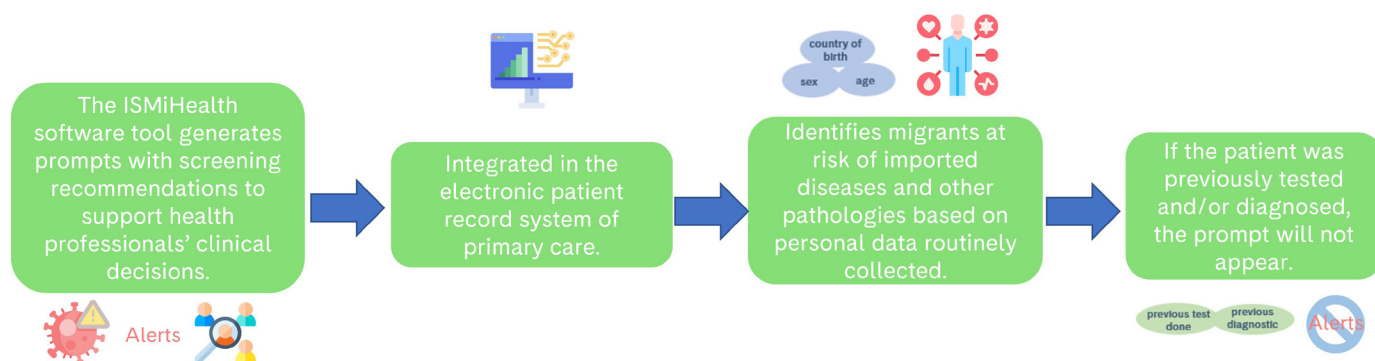 The ISMiHealth
software tool generates
prompts with screening
recommendations to
support health
professionals’ clinical
decisions.
Alerts
Integrated in the
electronic patient
record system of
primary care.
country of
birth
sex
age
Identifies migrants at
risk of imported
diseases and other
pathologies based on
personal data routinely
collected.
If the patient was
previously tested
and/or diagnosed,
the prompt will not
appear.
previous test
done
previous
diagnostic
Alerts